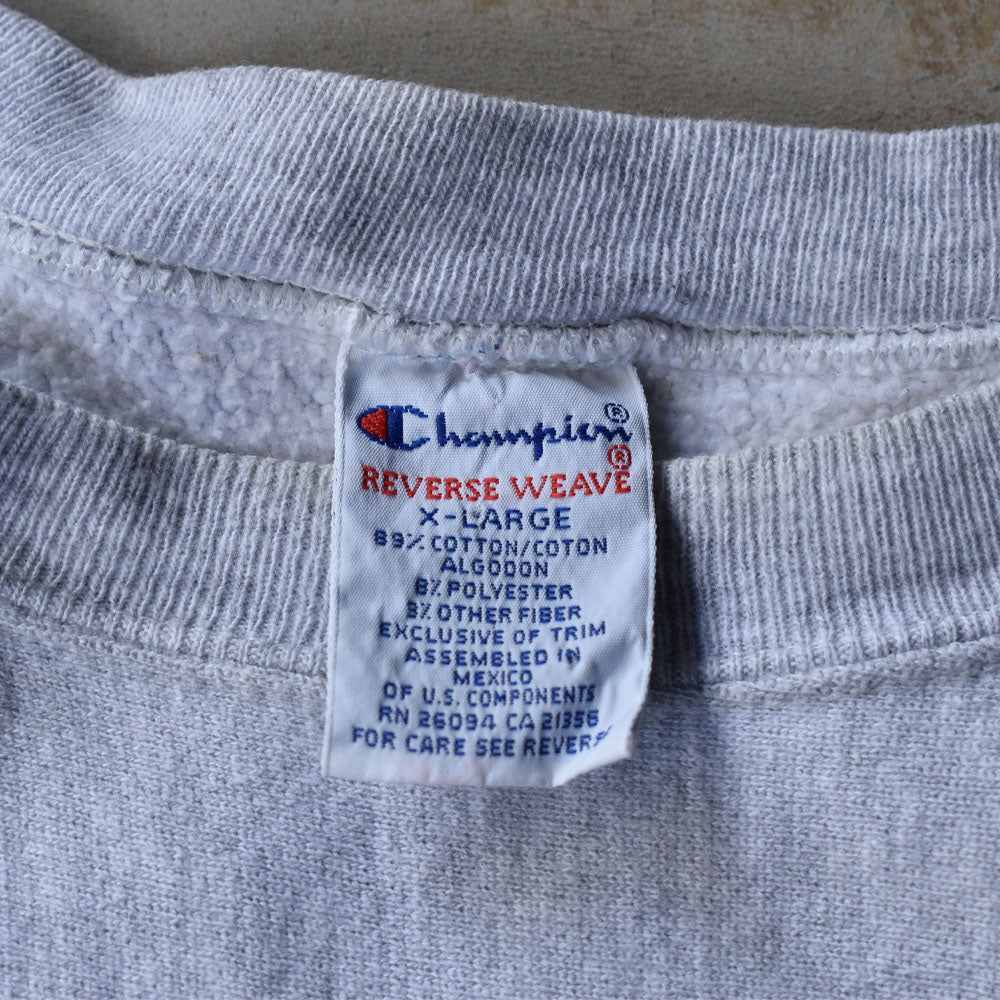 Champion®
REVERSE WEAVE®
X-LARGE
89% COTTON/COTON
ALGODON
8% POLYESTER
3% OTHER FIBER
EXCLUSIVE OF TRIM
ASSEMBLED IN
MEXICO
OF U.S. COMPONENTS
RN 26094 CA 21356
FOR CARE SEE REVERSE